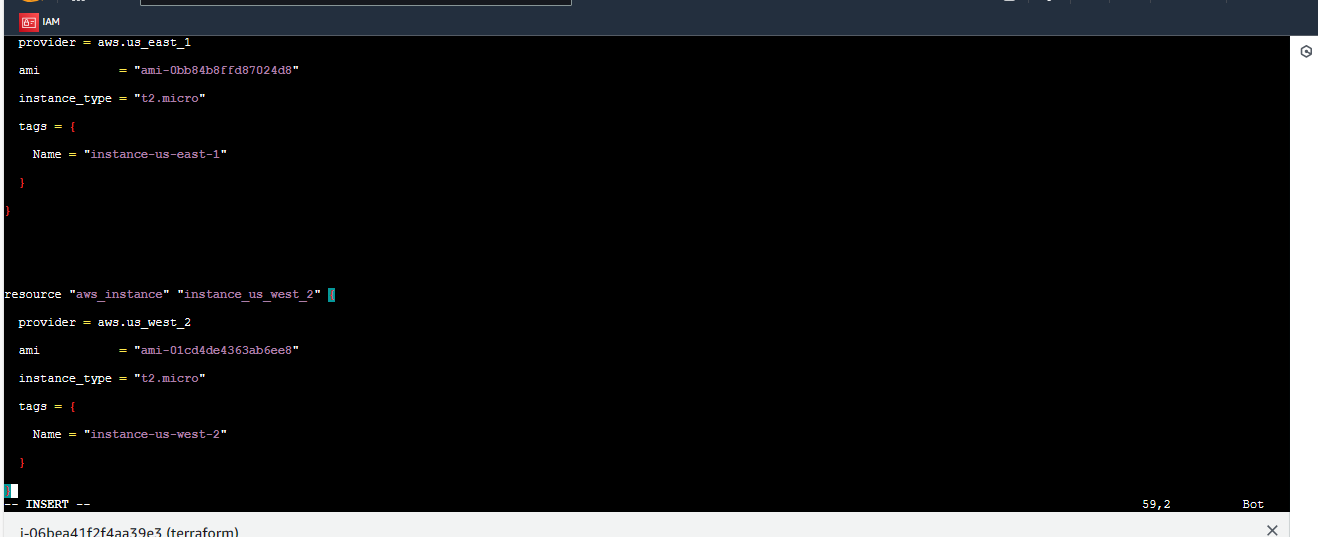 IAM
provider = aws.us_east_1
ami           = "ami-0bb84b8ffd87024d8"
instance_type = "t2.micro"
tags = {
Name = "instance-us-east-1"
}
}
resource "aws_instance" "instance_us_west_2" {
provider = aws.us_west_2
ami           = "ami-01cd4de4363ab6ee8"
instance_type = "t2.micro"
tags = {
Name = "instance-us-west-2"
}
}
-- INSERT -- 59,2 Bot
i-06bea41f2f4aa39e3 (terraform)